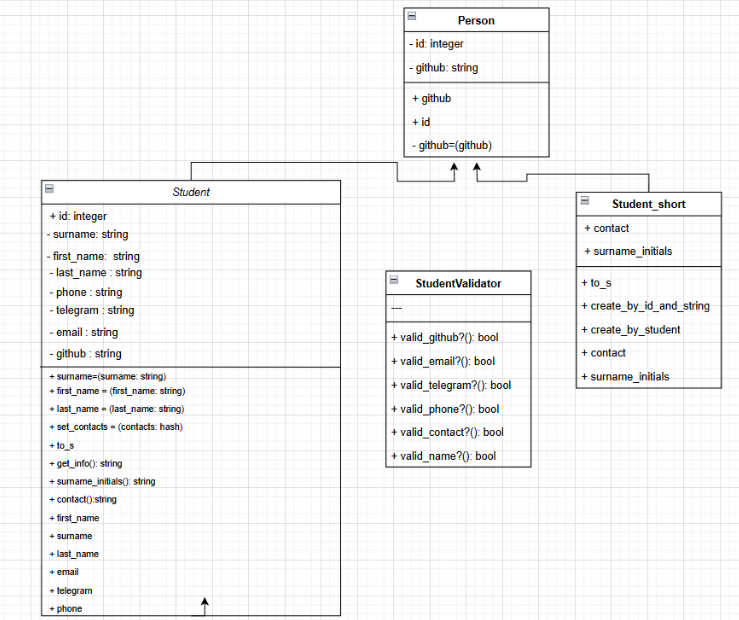 Person
- id: integer
- github: string
+ github
+ id
- github=(github)
Student
+ id: integer
- surname: string
- first_name: string
- last_name : string
- phone : string
- telegram : string
- email : string
- github : string
+ surname=(surname: string)
+ first_name = (first_name: string)
+ last_name = (last_name: string)
+ set_contacts = (contacts: hash)
+ to_s
+ get_info(): string
+ surname_initials(): string
+ contact():string
+ first_name
+ surname
+ last_name
+ email
+ telegram
+ phone
StudentValidator
---
+ valid_github?(): bool
+ valid_email?(): bool
+ valid_telegram?(): bool
+ valid_phone?(): bool
+ valid_contact?(): bool
+ valid_name?(): bool
Student_short
+ contact
+ surname_initials
+ to_s
+ create_by_id_and_string
+ create_by_student
+ contact
+ surname_initials